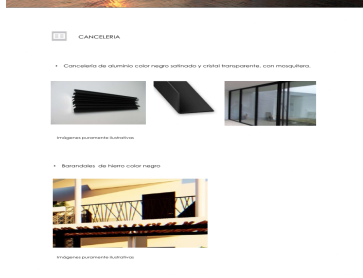 CANCELERIA
• Cancelería de aluminio color negro satinado y cristal transparente, con mosquitero.
Imágenes puramente ilustrativas
• Barandales de hierro color negro
Imágenes puramente ilustrativas